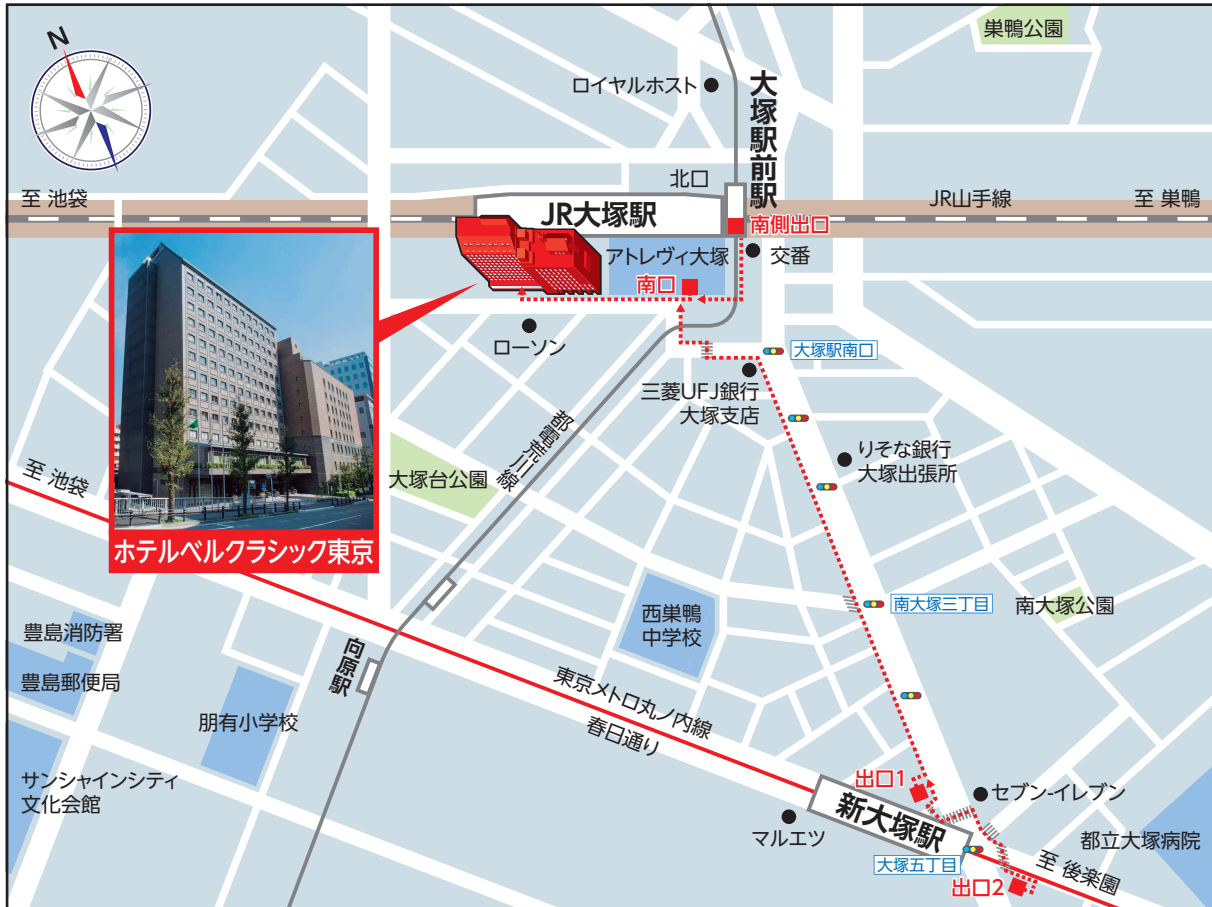 N
巣鴨公園
ロイヤルホスト
大塚駅前駅
北口
至 池袋
JR大塚駅
JR山手線
至 巣鴨
南側出口
アトレヴィ大塚
交番
南口
ローソン
大塚駅南口
三菱UFJ銀行
大塚支店
都電荒川線
りそな銀行
大塚出張所
至 池袋
大塚台公園
ホテルベルクラシック東京
南大塚三丁目
南大塚公園
西巣鴨
中学校
豊島消防署
向原駅
豊島郵便局
東京メトロ丸ノ内線
春日通り
朋有小学校
サンシャインシティ
文化会館
出口1
セブン-イレブン
新大塚駅
マルエツ
都立大塚病院
大塚五丁目
至 後楽園
出口2